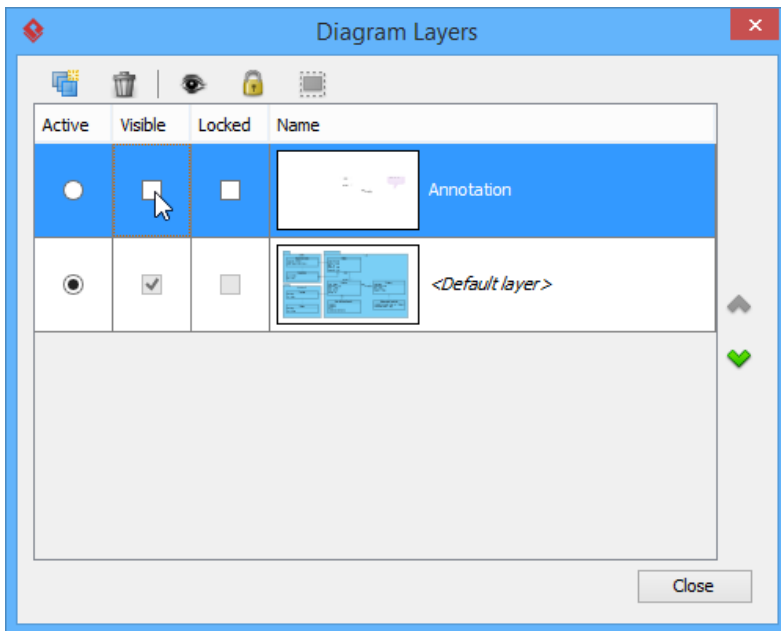 Diagram Layers
Active Visible Locked Name
Annotation
<Default layer>
Close